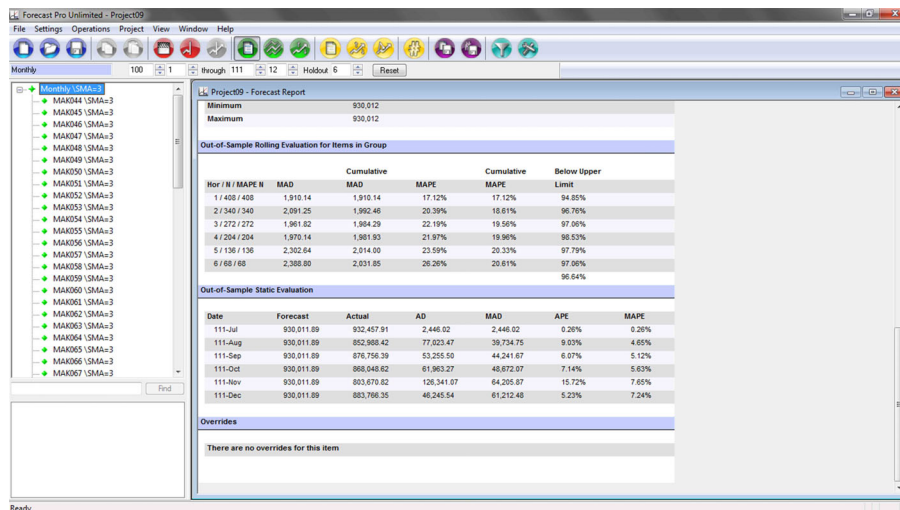 Forecast Pro Unlimited - Project09
File Settings Operations Project View Window Help
Monthly 100 1 through 111 12 Holdout 6 Reset
Monthly \SMA=3
MAK044 \SMA=3
MAK045 \SMA=3
MAK046 \SMA=3
MAK047 \SMA=3
MAK048 \SMA=3
MAK049 \SMA=3
MAK050 \SMA=3
MAK051 \SMA=3
MAK052 \SMA=3
MAK053 \SMA=3
MAK054 \SMA=3
MAK055 \SMA=3
MAK056 \SMA=3
MAK057 \SMA=3
MAK058 \SMA=3
MAK059 \SMA=3
MAK060 \SMA=3
MAK061 \SMA=3
MAK062 \SMA=3
MAK063 \SMA=3
MAK064 \SMA=3
MAK065 \SMA=3
MAK066 \SMA=3
MAK067 \SMA=3
Find
Project09 - Forecast Report
Minimum 930,012
Maximum 930,012
Out-of-Sample Rolling Evaluation for Items in Group
Cumulative Cumulative Below Upper
Hor / N / MAPE N MAD MAD MAPE MAPE Limit
1 / 408 / 408 1,910.14 1,910.14 17.12% 17.12% 94.85%
2 / 340 / 340 2,091.25 1,992.46 20.39% 18.61% 96.76%
3 / 272 / 272 1,961.82 1,984.29 22.19% 19.56% 97.06%
4 / 204 / 204 1,970.14 1,981.93 21.97% 19.96% 98.53%
5 / 136 / 136 2,302.64 2,014.00 23.59% 20.33% 97.79%
6 / 68 / 68 2,388.80 2,031.85 26.26% 20.61% 97.06%
96.64%
Out-of-Sample Static Evaluation
Date Forecast Actual AD MAD APE MAPE
111-Jul 930,011.89 932,457.91 2,446.02 2,446.02 0.26% 0.26%
111-Aug 930,011.89 852,988.42 77,023.47 39,734.75 9.03% 4.65%
111-Sep 930,011.89 876,756.39 53,255.50 44,241.67 6.07% 5.12%
111-Oct 930,011.89 868,048.62 61,963.27 48,672.07 7.14% 5.63%
111-Nov 930,011.89 803,670.82 126,341.07 64,205.87 15.72% 7.65%
111-Dec 930,011.89 883,766.35 46,245.54 61,212.48 5.23% 7.24%
Overrides
There are no overrides for this item
Ready